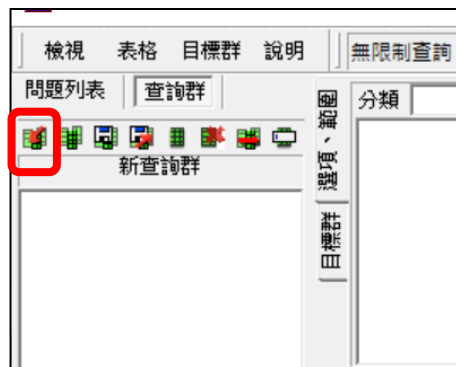 檢視 表格 目標群 說明 無限制查詢
問題列表 查詢群
新查詢群
選項、範圍
目標群
分類